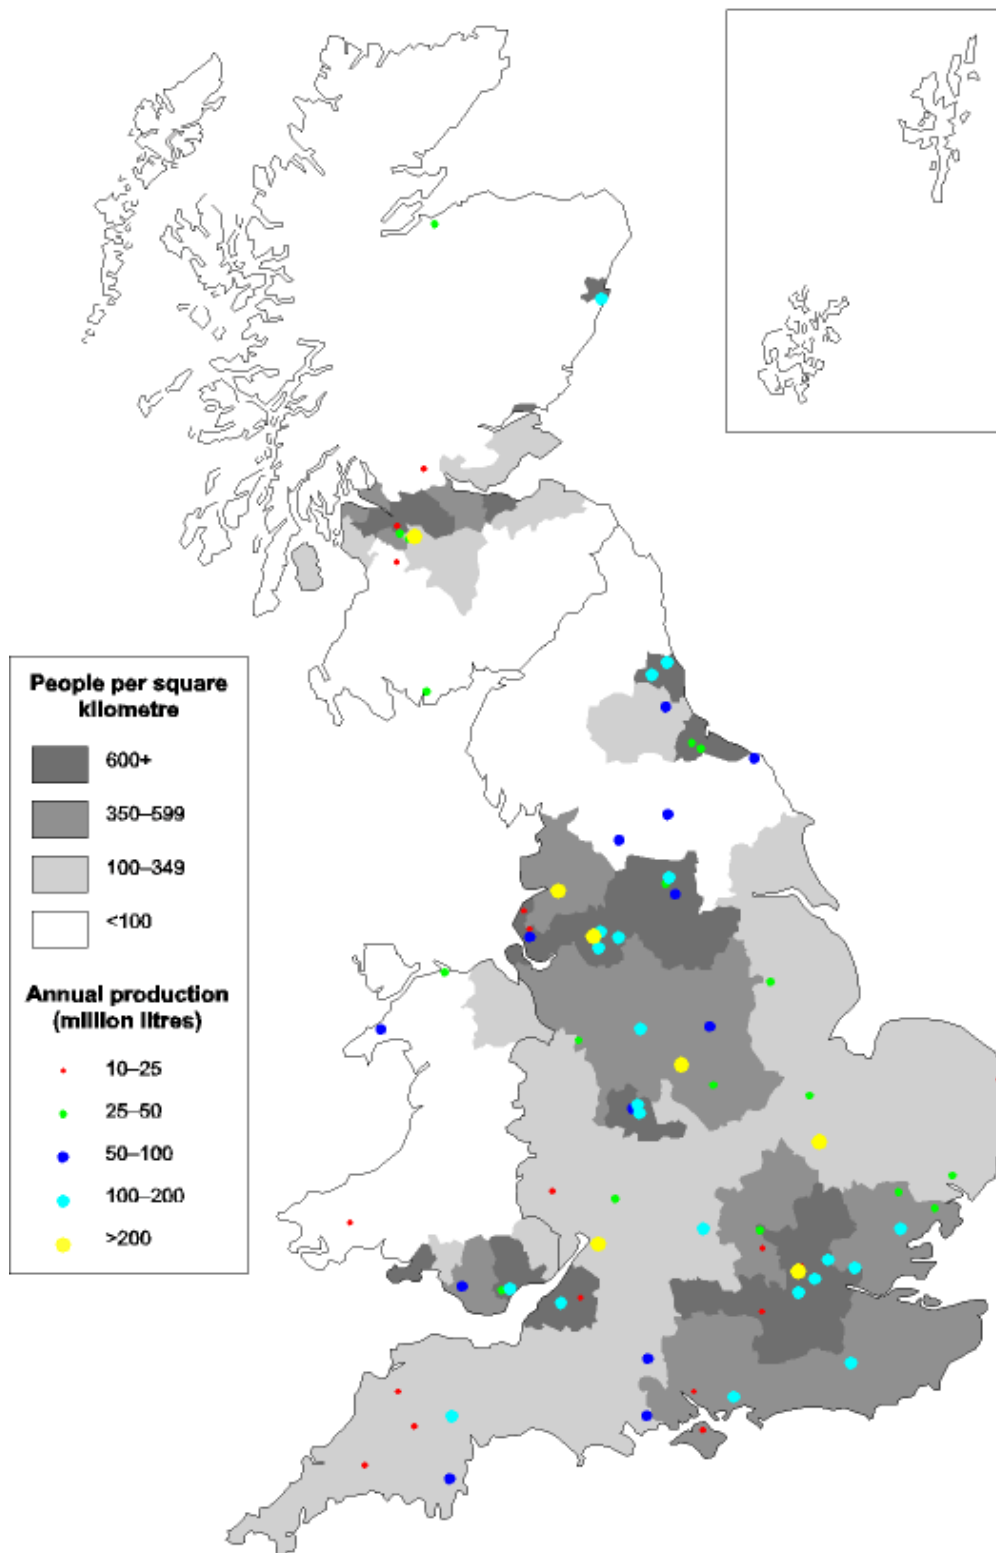 People per square
kilometre
600+
350–599
100–349
<100
Annual production
(million litres)
10–25
25–50
50–100
100–200
>200